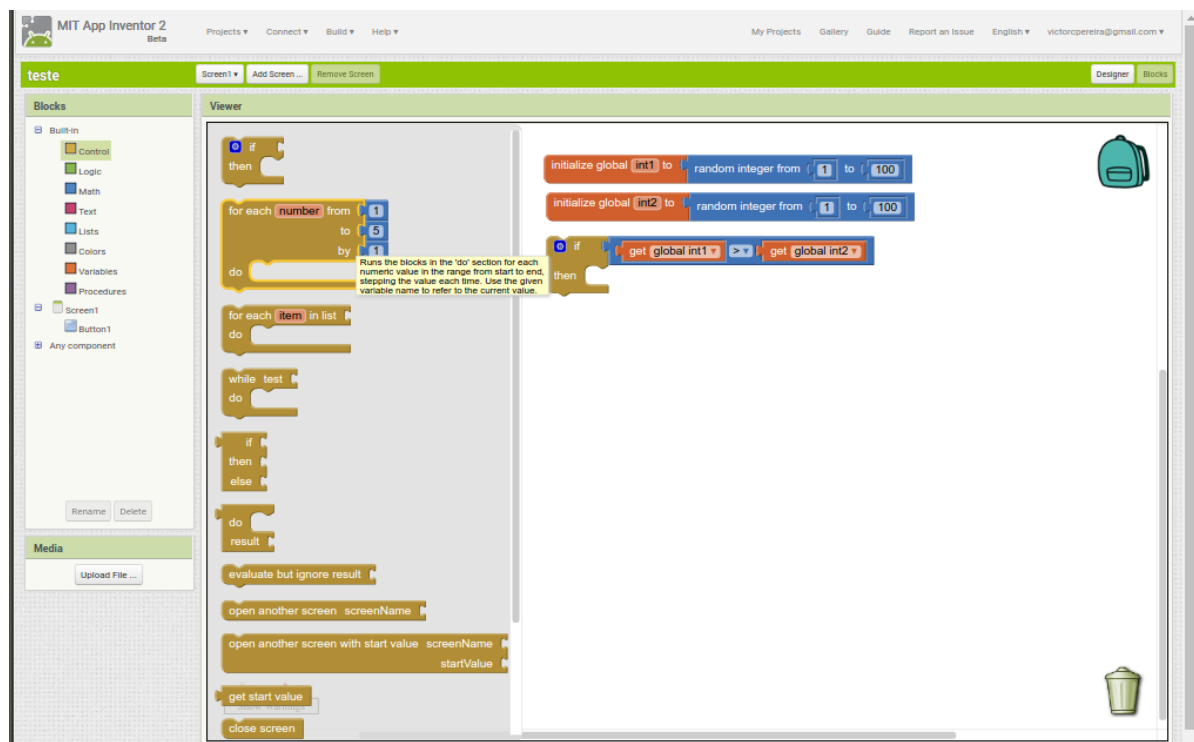 MIT App Inventor 2
Beta
Projects Connect Build Help
My Projects Gallery Guide Report an Issue English victorcpereira@gmail.com
teste
Screen1 Add Screen ... Remove Screen
Designer Blocks
Blocks
Viewer
Built-in
Control
Logic
Math
Text
Lists
Colors
Variables
Procedures
Screen1
Button1
Any component
Rename Delete
Media
Upload File ...
if
then
for each number from 1
to 5
by 1
do
Runs the blocks in the 'do' section for each
numeric value in the range from start to end,
stepping the value each time. Use the given
variable name to refer to the current value.
for each item in list
do
while test
do
if
then
else
do
result
evaluate but ignore result
open another screen screenName
open another screen with start value screenName
startValue
get start value
Show Warnings
close screen
initialize global int1 to random integer from 1 to 100
initialize global int2 to random integer from 1 to 100
if get global int1 > get global int2
then